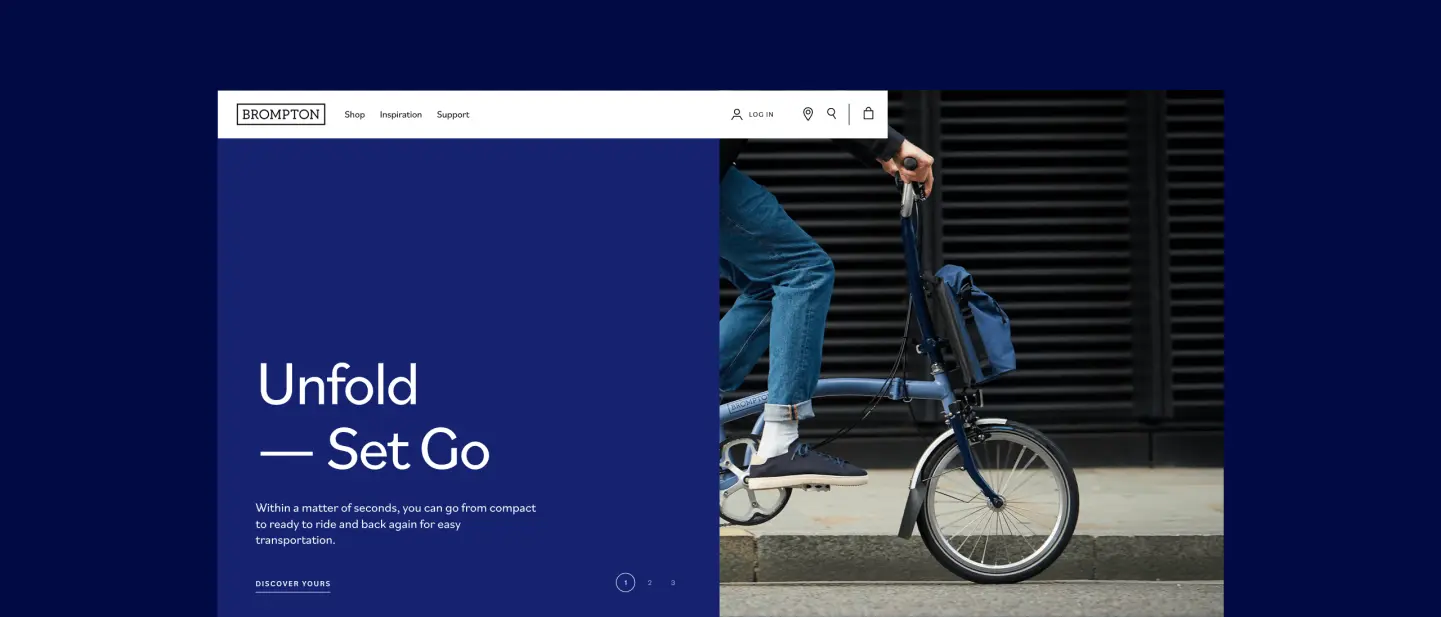 BROMPTON
Shop
Inspiration
Support
LOG IN
Unfold
— Set Go
Within a matter of seconds, you can go from compact
to ready to ride and back again for easy
transportation.
DISCOVER YOURS
1 2 3
BROMPTON